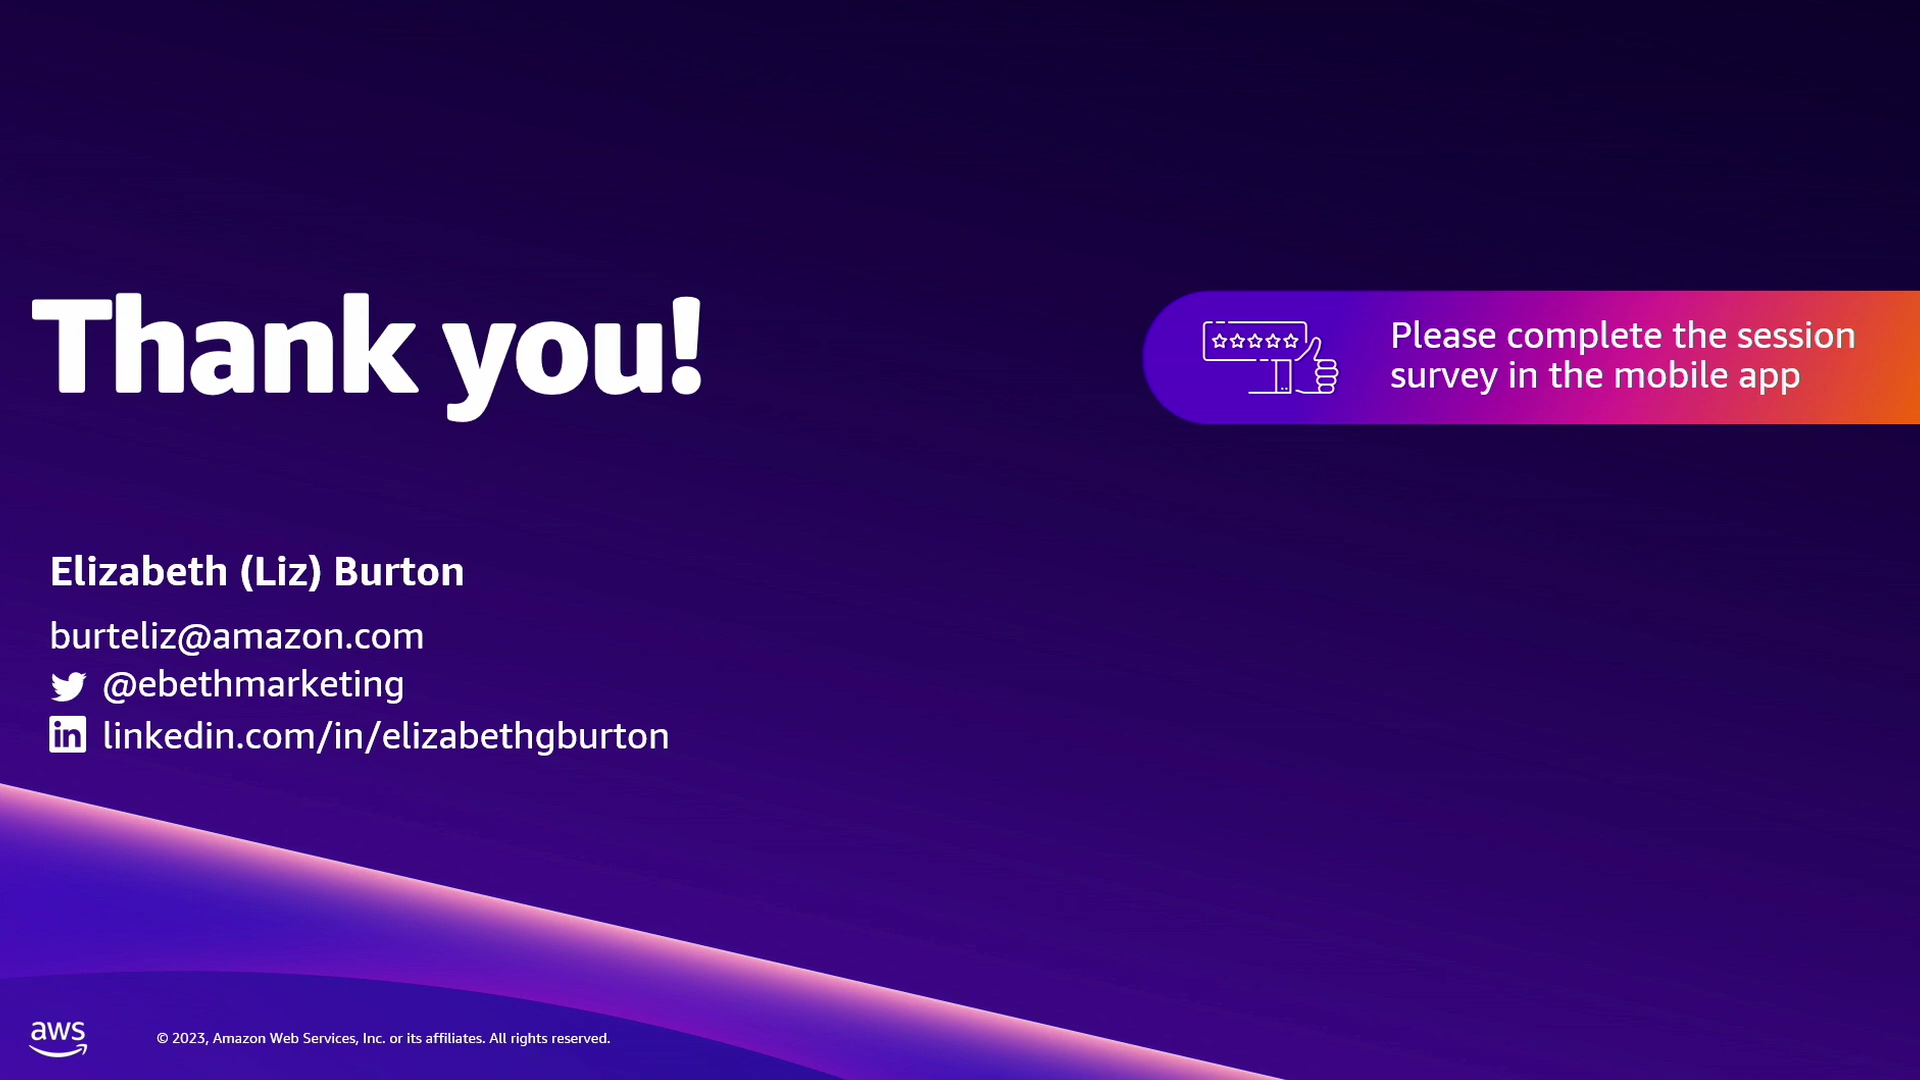 Thank you!
Please complete the session
survey in the mobile app
Elizabeth (Liz) Burton
burteliz@amazon.com
@ebethmarketing
in linkedin.com/in/elizabethgburton
aws
© 2023, Amazon Web Services, Inc. or its affiliates. All rights reserved.